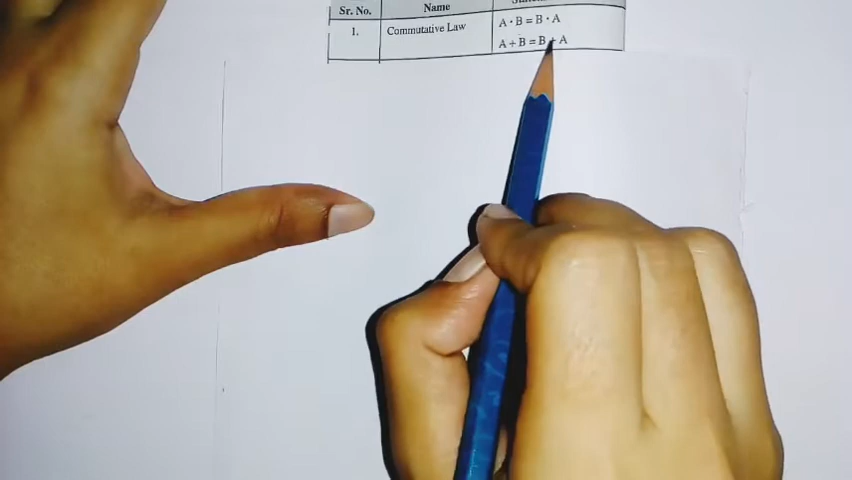 Sr. No. Name
1. Commutative Law A · B = B · A
A + B = B + A